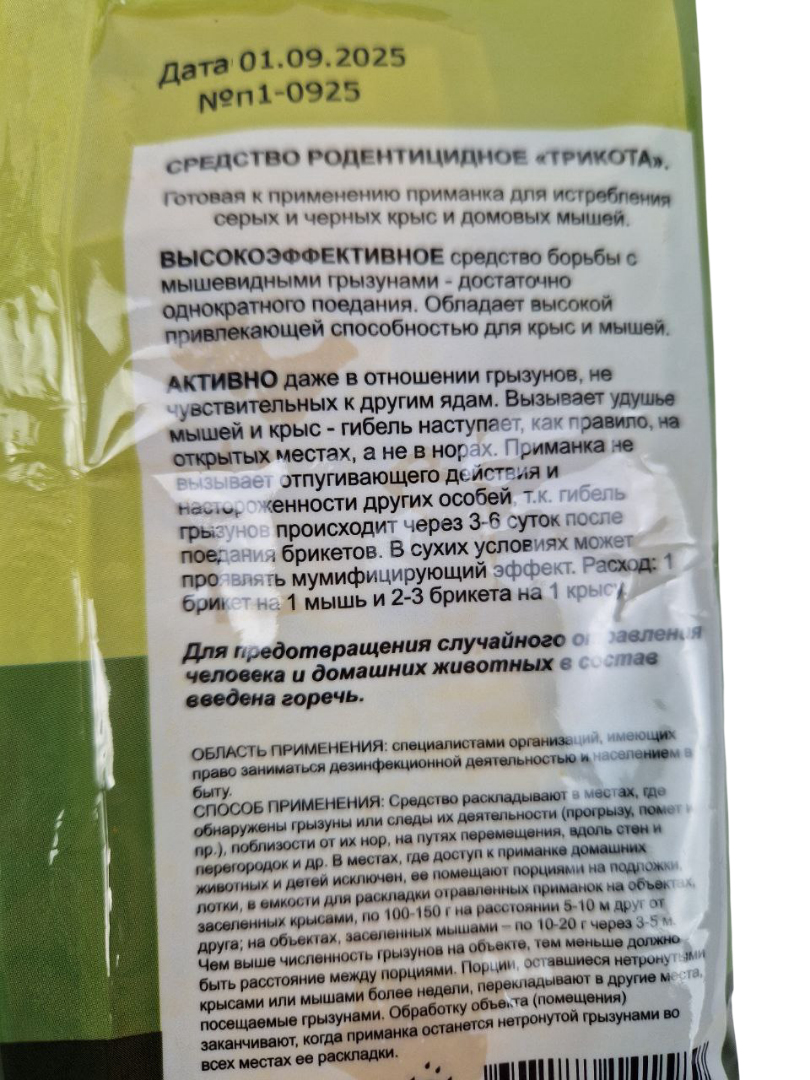 Дата 01.09.2025
№п1-0925
СРЕДСТВО РОДЕНТИЦИДНОЕ «ТРИКОТА».
Готовая к применению приманка для истребления
серых и черных крыс и домовых мышей.
ВЫСОКОЭФФЕКТИВНОЕ средство борьбы с
мышевидными грызунами - достаточно
однократного поедания. Обладает высокой
привлекающей способностью для крыс и мышей.
АКТИВНО даже в отношении грызунов, не
чувствительных к другим ядам. Вызывает удушье
мышей и крыс - гибель наступает, как правило, на
открытых местах, а не в норах. Приманка не
вызывает отпугивающего действия и
настороженности других особей, т.к. гибель
грызунов происходит через 3-6 суток после
поедания брикетов. В сухих условиях может
проявлять мумифицирующий эффект. Расход: 1
брикет на 1 мышь и 2-3 брикета на 1 крысу.
Для предотвращения случайного отравления
человека и домашних животных в состав
введена горечь.
ОБЛАСТЬ ПРИМЕНЕНИЯ: специалистами организаций, имеющих
право заниматься дезинфекционной деятельностью и населением в
быту.
СПОСОБ ПРИМЕНЕНИЯ: Средство раскладывают в местах, где
обнаружены грызуны или следы их деятельности (прогрызу, помет и
пр.), поблизости от их нор, на путях перемещения, вдоль стен и
перегородок и др. В местах, где доступ к приманке домашних
животных и детей исключен, ее помещают порциями на подложки,
лотки, в емкости для раскладки отравленных приманок на объектах,
заселенных крысами, по 100-150 г на расстоянии 5-10 м друг от
друга; на объектах, заселенных мышами – по 10-20 г через 3-5 м.
Чем выше численность грызунов на объекте, тем меньше должно
быть расстояние между порциями. Порции, оставшиеся нетронутыми
крысами или мышами более недели, перекладывают в другие места,
посещаемые грызунами. Обработку объекта (помещения)
заканчивают, когда приманка останется нетронутой грызунами во
всех местах ее раскладки.